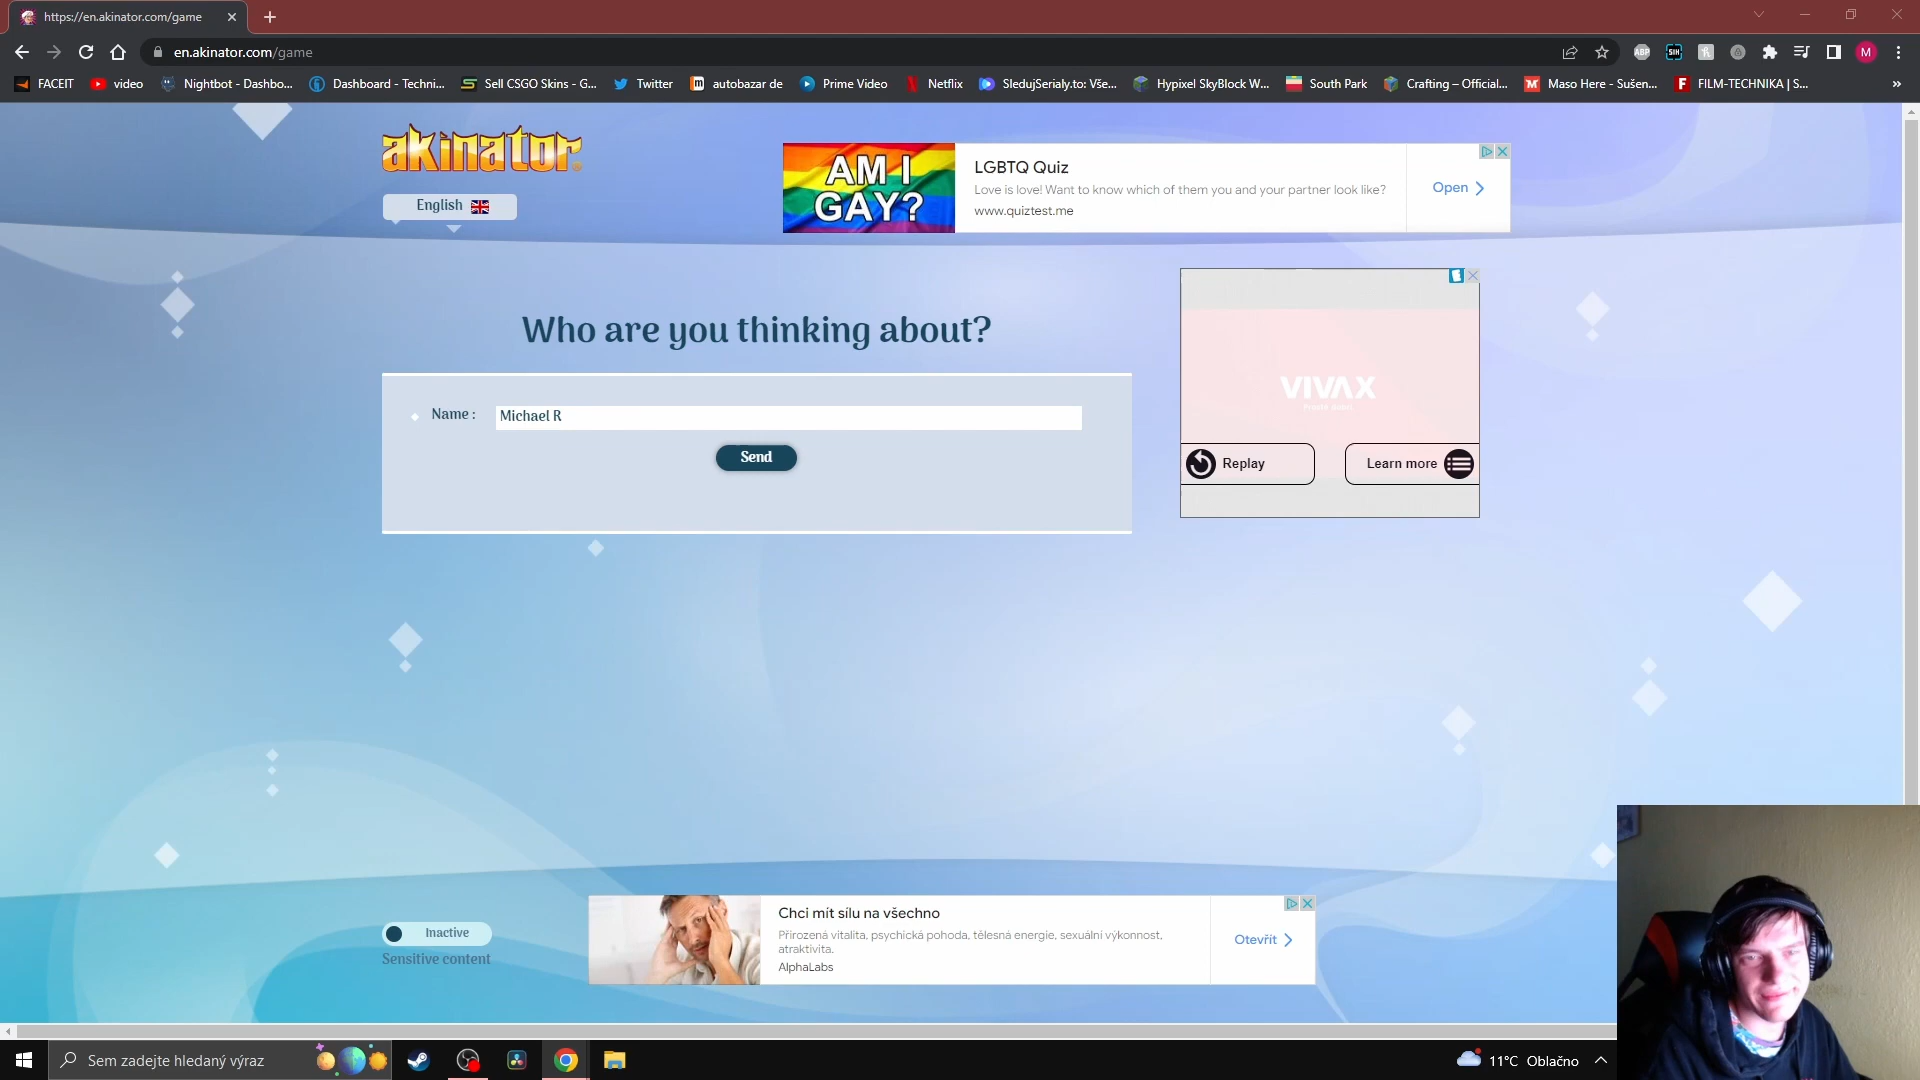 https://en.akinator.com/game
en.akinator.com/game
ABP
SIH
M
FACEIT
video
Nightbot - Dashbo...
Dashboard - Techni...
Sell CSGO Skins - G...
Twitter
autobazar de
Prime Video
Netflix
SledujSerialy.to: Vše...
Hypixel SkyBlock W...
South Park
Crafting – Official...
Maso Here - Sušen...
FILM-TECHNIKA | S...
»
akinator
English
AM I
GAY?
LGBTQ Quiz
Love is love! Want to know which of them you and your partner look like?
www.quiztest.me
Open
Who are you thinking about?
Name :
Michael R
Send
VIVAX
Replay
Learn more
Inactive
Sensitive content
Chci mít sílu na všechno
Přirozená vitalita, psychická pohoda, tělesná energie, sexuální výkonnost,
atraktivita.
AlphaLabs
Otevřít
Sem zadejte hledaný výraz
11°C Oblačno